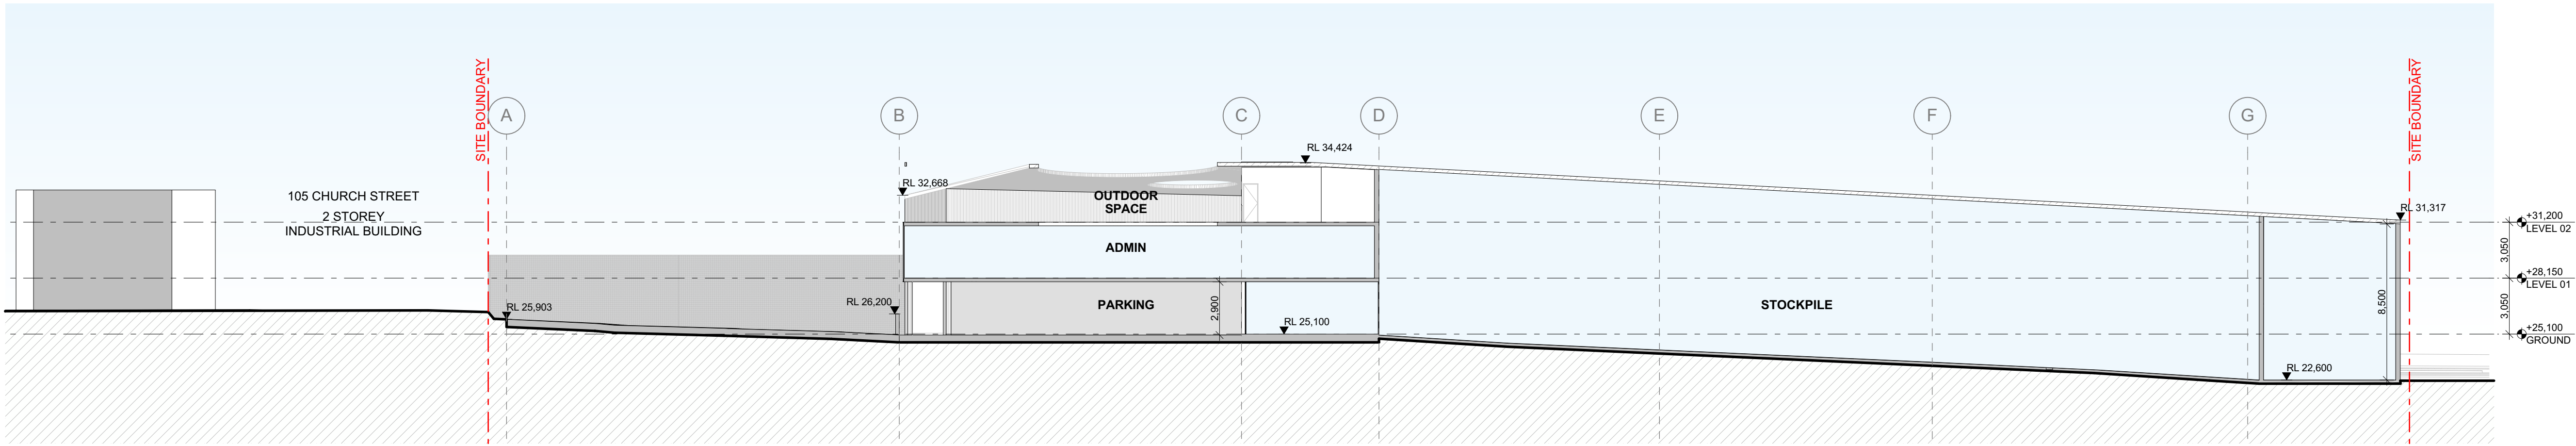 SITE BOUNDARY
A
B
C
D
E
F
G
SITE BOUNDARY
105 CHURCH STREET
2 STOREY
INDUSTRIAL BUILDING
RL 25,903
RL 26,200
RL 32,668
RL 34,424
OUTDOOR
SPACE
ADMIN
PARKING
2,900
RL 25,100
STOCKPILE
RL 31,317
8,500
RL 22,600
3,050
3,050
+31,200
LEVEL 02
+28,150
LEVEL 01
+25,100
GROUND